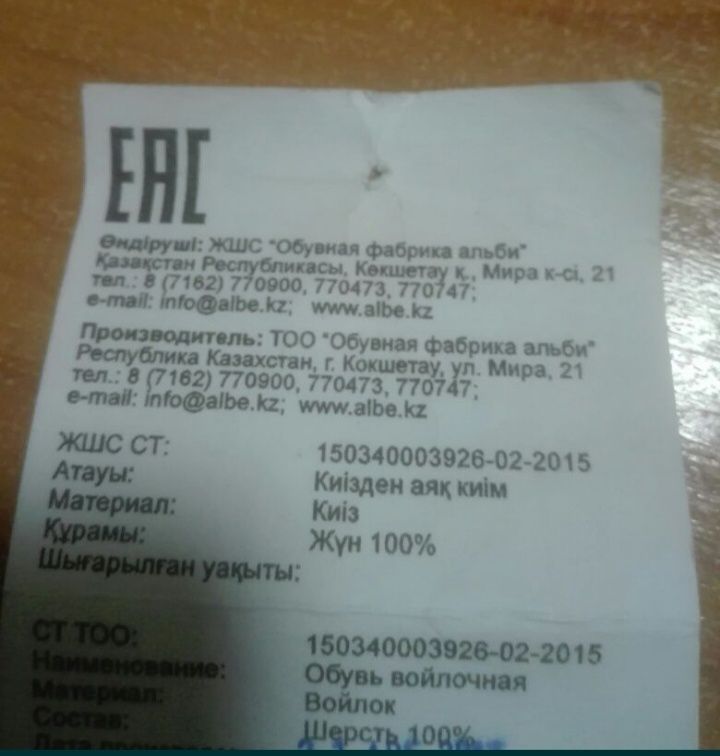 ЕАС
Өндіруші: ЖШС "Обувная фабрика альби"
Қазақстан Республикасы, Көкшетау қ., Мира к-сі, 21
тел.: 8 (7162) 770900, 770473, 770747;
e-mail: info@albe.kz; www.albe.kz
Производитель: ТОО "Обувная фабрика альби"
Республика Казахстан, г. Кокшетау, ул. Мира, 21
тел.: 8 (7162) 770900, 770473, 770747;
e-mail: info@albe.kz; www.albe.kz
ЖШС СТ: 150340003926-02-2015
Атауы: Киізден аяқ киім
Материал: Киіз
Құрамы: Жүн 100%
Шығарылған уақыты:
СТ ТОО: 150340003926-02-2015
Наименование: Обувь войлочная
Материал: Войлок
Состав: Шерсть 100%
Дата